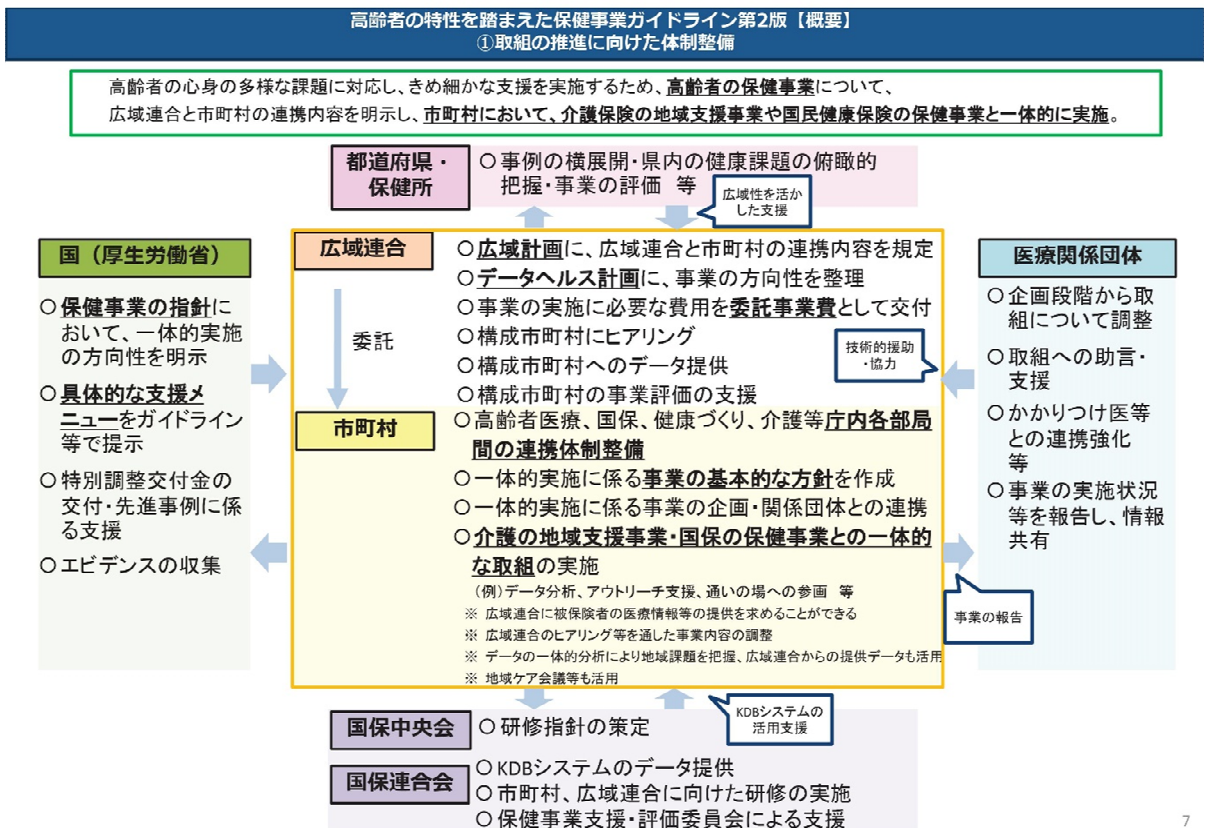 高齢者の特性を踏まえた保健事業ガイドライン第2版【概要】
①取組の推進に向けた体制整備
高齢者の心身の多様な課題に対応し、きめ細かな支援を実施するため、高齢者の保健事業について、
広域連合と市町村の連携内容を明示し、市町村において、介護保険の地域支援事業や国民健康保険の保健事業と一体的に実施。
都道府県・
保健所
○事例の横展開・県内の健康課題の俯瞰的
把握・事業の評価 等
広域性を活か
した支援
国（厚生労働省）
○保健事業の指針に
おいて、一体的実施
の方向性を明示
○具体的な支援メ
ニューをガイドライン
等で提示
○特別調整交付金の
交付・先進事例に係
る支援
○エビデンスの収集
広域連合
委託
○広域計画に、広域連合と市町村の連携内容を規定
○データヘルス計画に、事業の方向性を整理
○事業の実施に必要な費用を委託事業費として交付
○構成市町村にヒアリング
○構成市町村へのデータ提供
○構成市町村の事業評価の支援
技術的援助
・協力
市町村
○高齢者医療、国保、健康づくり、介護等庁内各部局
間の連携体制整備
○一体的実施に係る事業の基本的な方針を作成
○一体的実施に係る事業の企画・関係団体との連携
○介護の地域支援事業・国保の保健事業との一体的
な取組の実施
（例）データ分析、アウトリーチ支援、通いの場への参画 等
※ 広域連合に被保険者の医療情報等の提供を求めることができる
※ 広域連合のヒアリング等を通した事業内容の調整
※ データの一体的分析により地域課題を把握、広域連合からの提供データも活用
※ 地域ケア会議等も活用
医療関係団体
○企画段階から取
組について調整
○取組への助言・
支援
○かかりつけ医等
との連携強化
等
○事業の実施状況
等を報告し、情報
共有
事業の報告
国保中央会
○研修指針の策定
KDBシステムの
活用支援
国保連合会
○KDBシステムのデータ提供
○市町村、広域連合に向けた研修の実施
○保健事業支援・評価委員会による支援
7